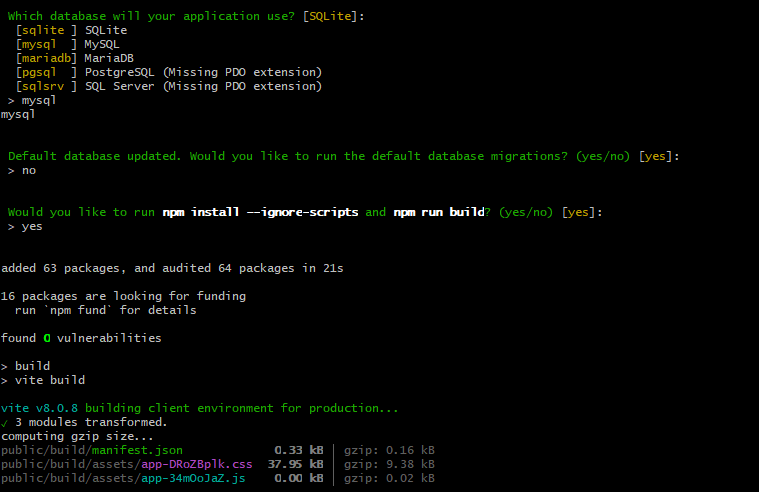 Which database will your application use? [SQLite]:
[sqlite ] SQLite
[mysql  ] MySQL
[mariadb] MariaDB
[pgsql  ] PostgreSQL (Missing PDO extension)
[sqlsrv ] SQL Server (Missing PDO extension)
> mysql
mysql
Default database updated. Would you like to run the default database migrations? (yes/no) [yes]:
> no
Would you like to run npm install --ignore-scripts and npm run build? (yes/no) [yes]:
> yes
added 63 packages, and audited 64 packages in 21s
16 packages are looking for funding
run `npm fund` for details
found 0 vulnerabilities
> build
> vite build
vite v8.0.8 building client environment for production...
✓ 3 modules transformed.
computing gzip size...
public/build/manifest.json             0.33 kB │ gzip: 0.16 kB
public/build/assets/app-DRoZBplk.css  37.95 kB │ gzip: 9.38 kB
public/build/assets/app-34mOoJaZ.js    0.00 kB │ gzip: 0.02 kB